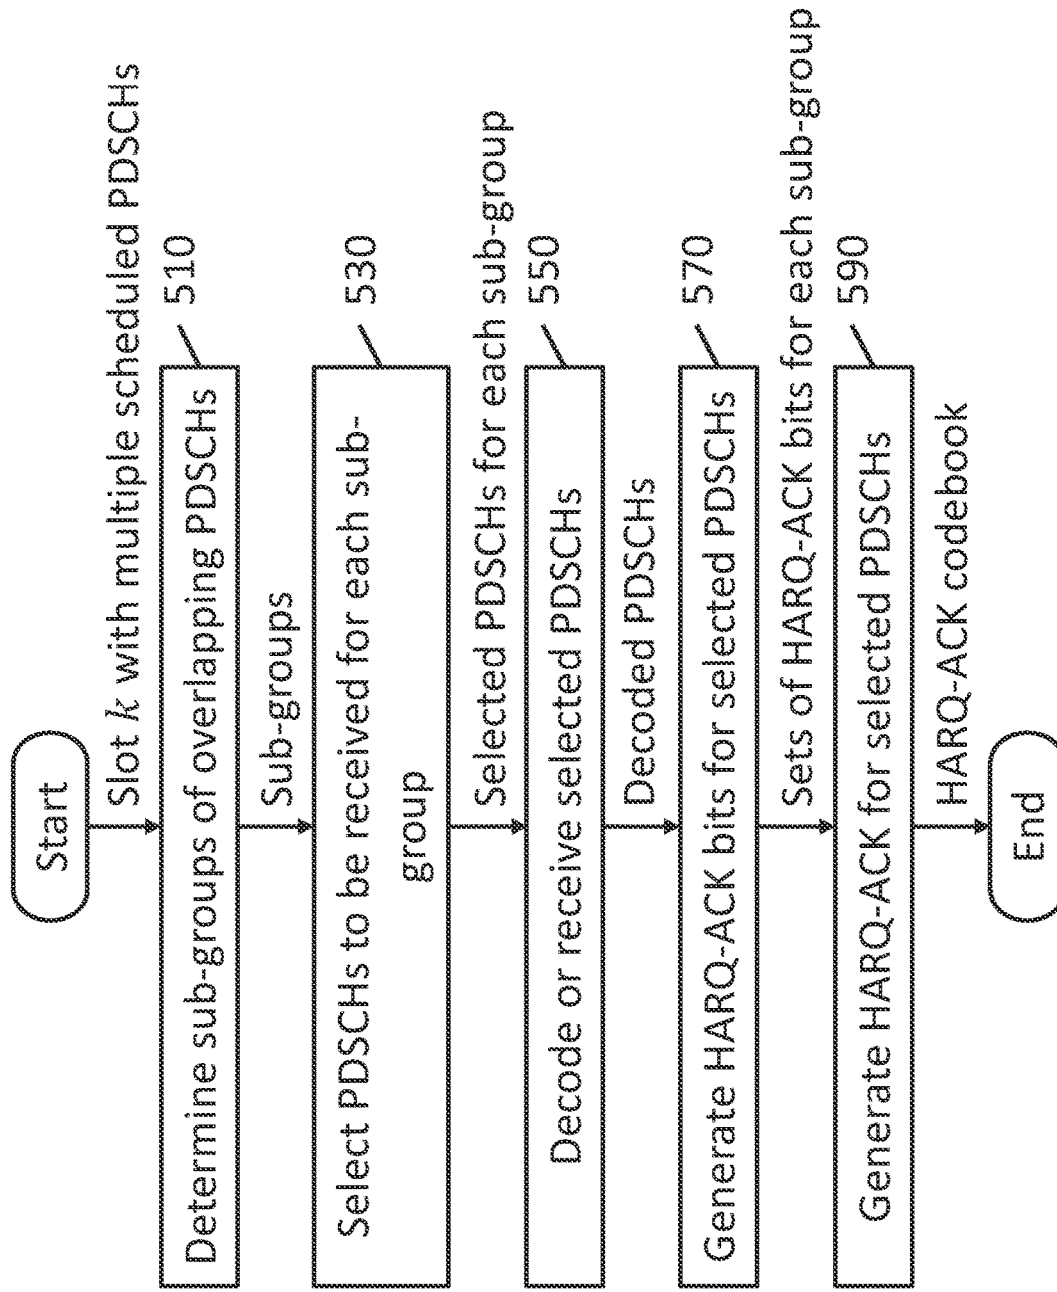 Start
Slot k with multiple scheduled PDSCHs
510
Determine sub-groups of overlapping PDSCHs
Sub-groups
530
Select PDSCHs to be received for each sub-
group
Selected PDSCHs for each sub-group
550
Decode or receive selected PDSCHs
Decoded PDSCHs
570
Generate HARQ-ACK bits for selected PDSCHs
Sets of HARQ-ACK bits for each sub-group
590
Generate HARQ-ACK for selected PDSCHs
HARQ-ACK codebook
End